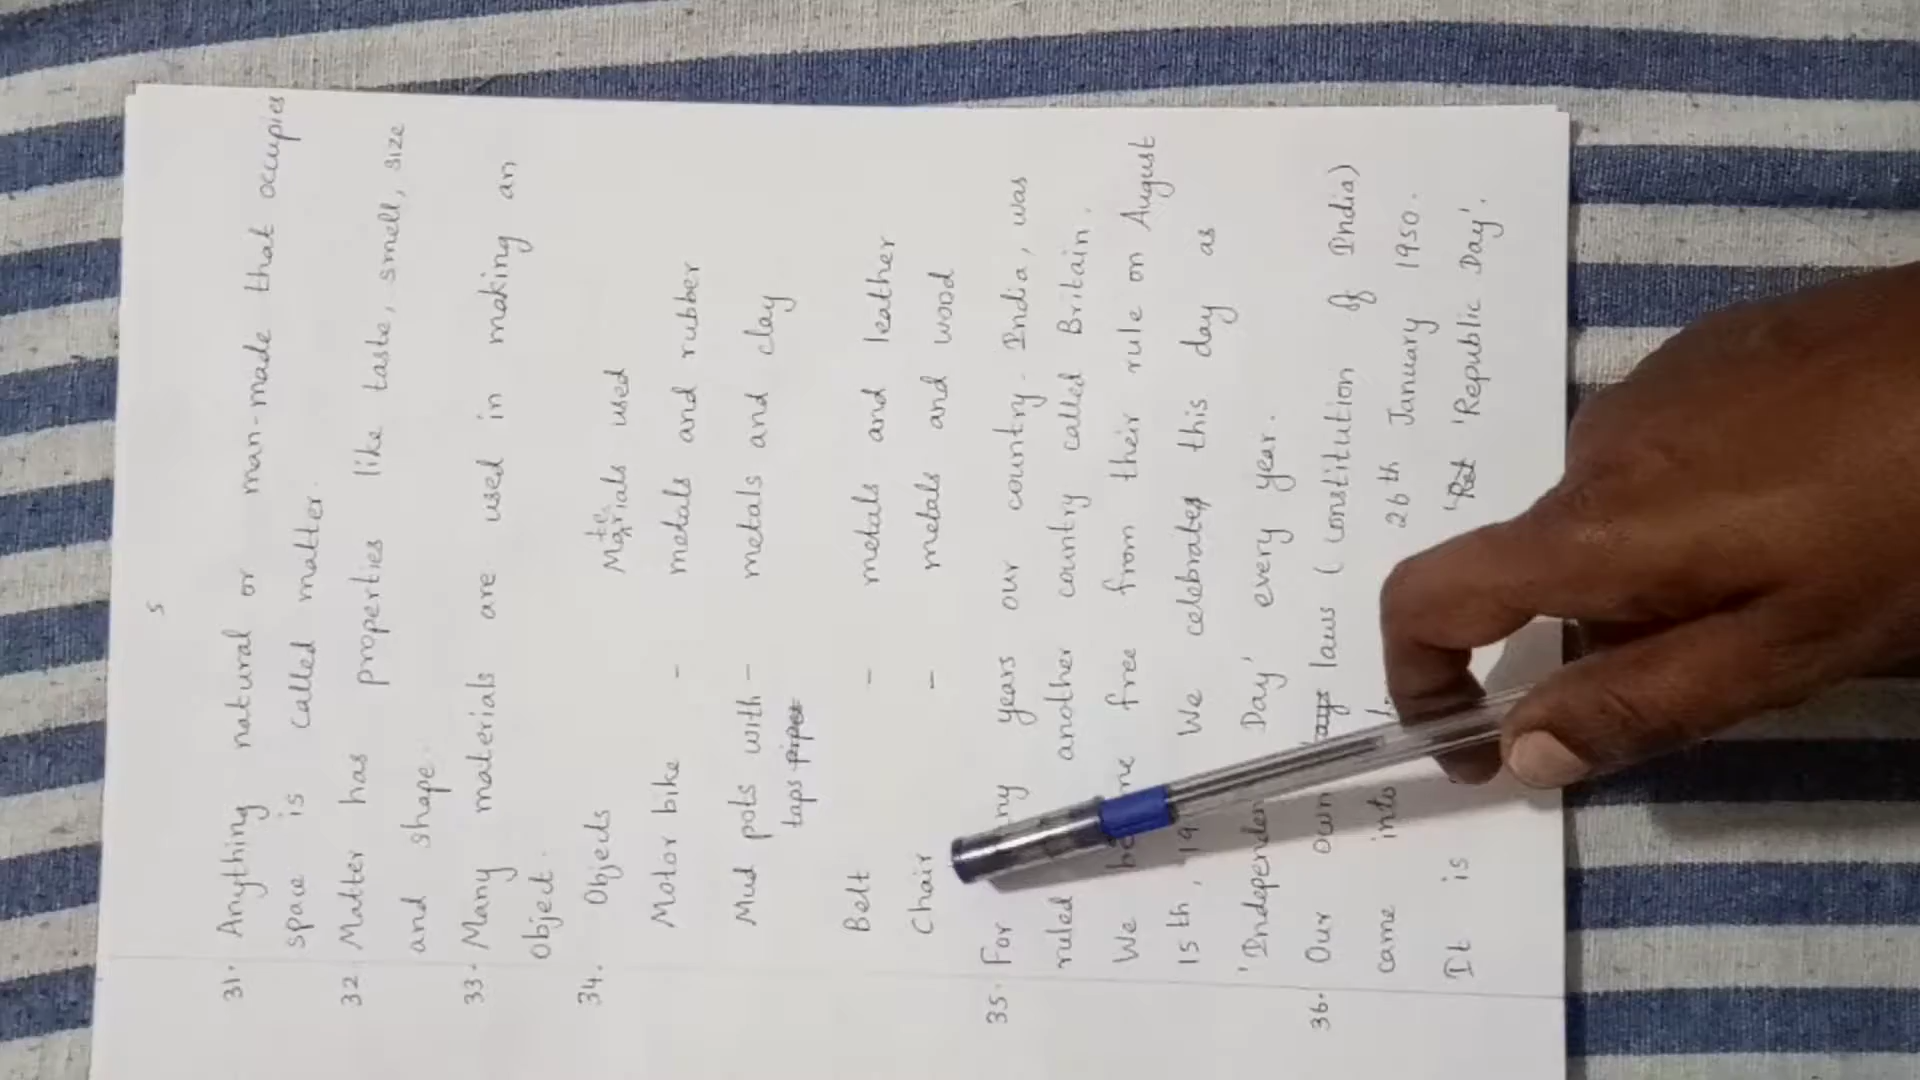 5
31. Anything natural or man-made that occupies
space is called matter.
32. Matter has properties like taste, smell, size
and shape.
33. Many materials are used in making an
object.
34. Objects Materials used
Motor bike - metals and rubber
Mud pots with - metals and clay
taps
Belt - metals and leather
Chair - metals and wood
35. For ny years our country - India, was
ruled another country called Britain.
We be me free from their rule on August
15th, 19 We celebrate this day as
'Independen Day' every year.
36. Our own laws (constitution of India)
came into 26th January 1950.
It is 'Republic Day'.